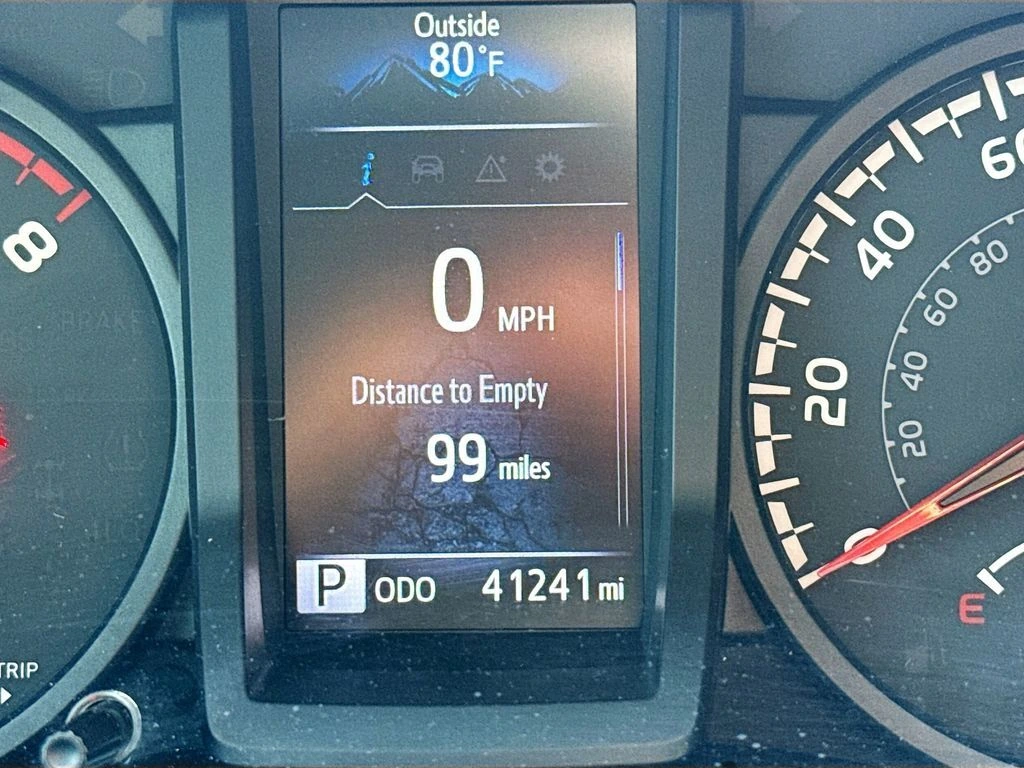 Outside
80°F
0 MPH
Distance to Empty
99 miles
P ODO 41241 mi
8
TRIP
60
40
20
0
80
60
40
20
E